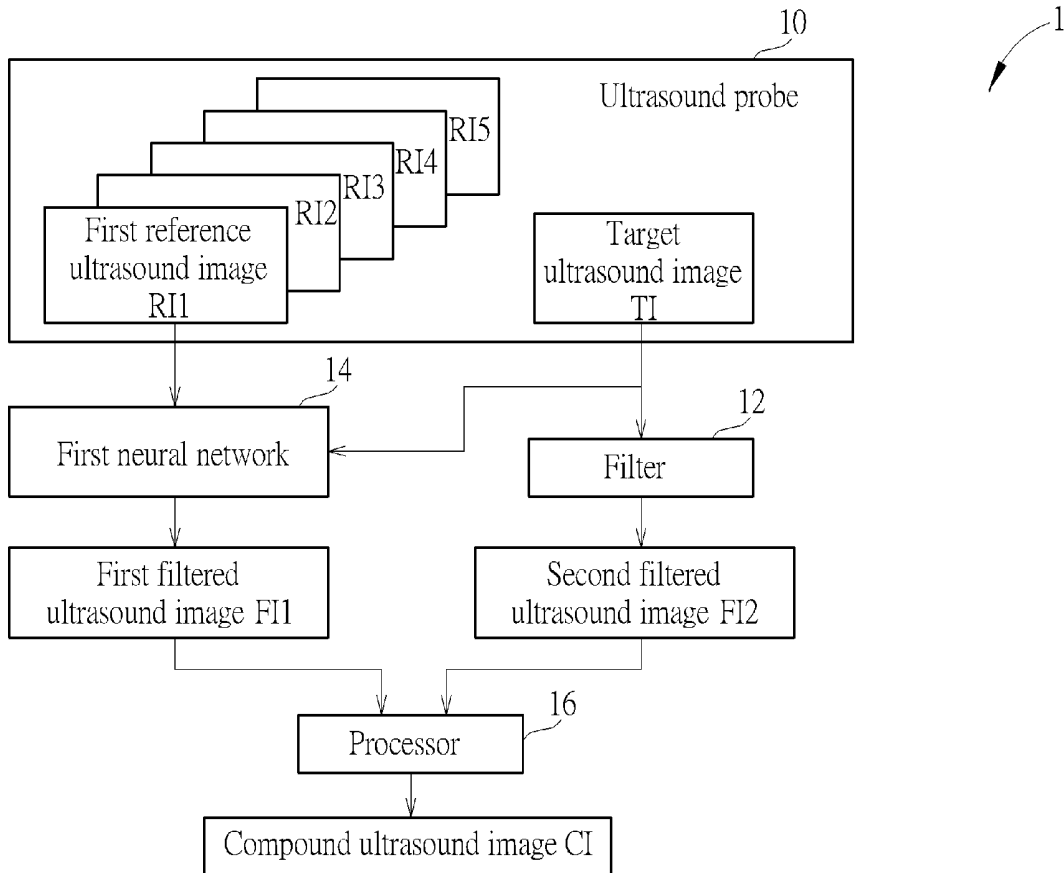 1
10
Ultrasound probe
RI5
RI4
RI3
RI2
First reference
ultrasound image
RI1
Target
ultrasound image
TI
14
First neural network
12
Filter
First filtered
ultrasound image FI1
Second filtered
ultrasound image FI2
16
Processor
Compound ultrasound image CI